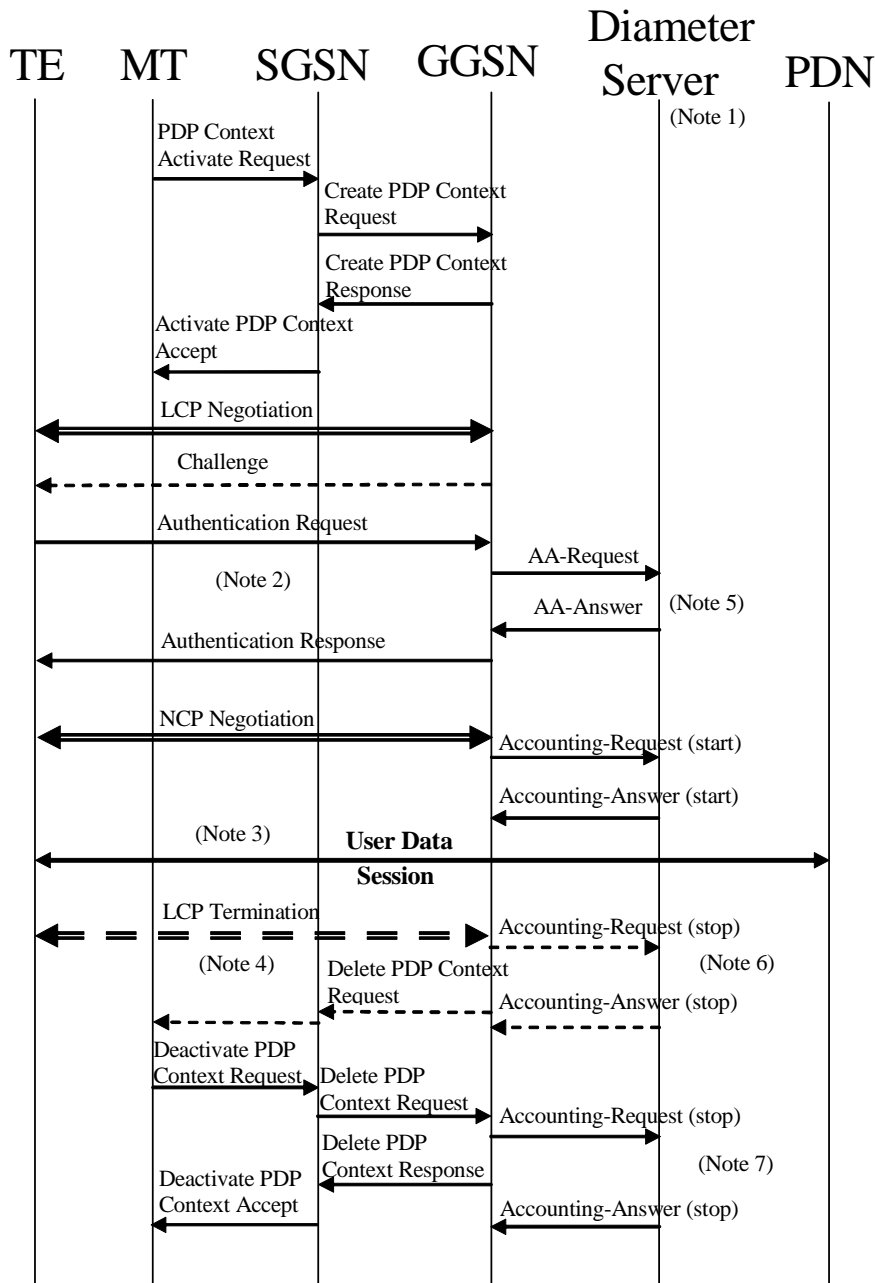 TE MT SGSN GGSN Diameter Server PDN
(Note 1)
PDP Context
Activate Request
Create PDP Context
Request
Create PDP Context
Response
Activate PDP Context
Accept
LCP Negotiation
Challenge
Authentication Request
AA-Request
(Note 2)
(Note 5)
AA-Answer
Authentication Response
NCP Negotiation
Accounting-Request (start)
Accounting-Answer (start)
(Note 3)
User Data
Session
LCP Termination
Accounting-Request (stop)
(Note 4)
(Note 6)
Delete PDP Context
Request
Accounting-Answer (stop)
Deactivate PDP
Context Request
Delete PDP
Context Request
Accounting-Request (stop)
Delete PDP
Context Response
(Note 7)
Deactivate PDP
Context Accept
Accounting-Answer (stop)